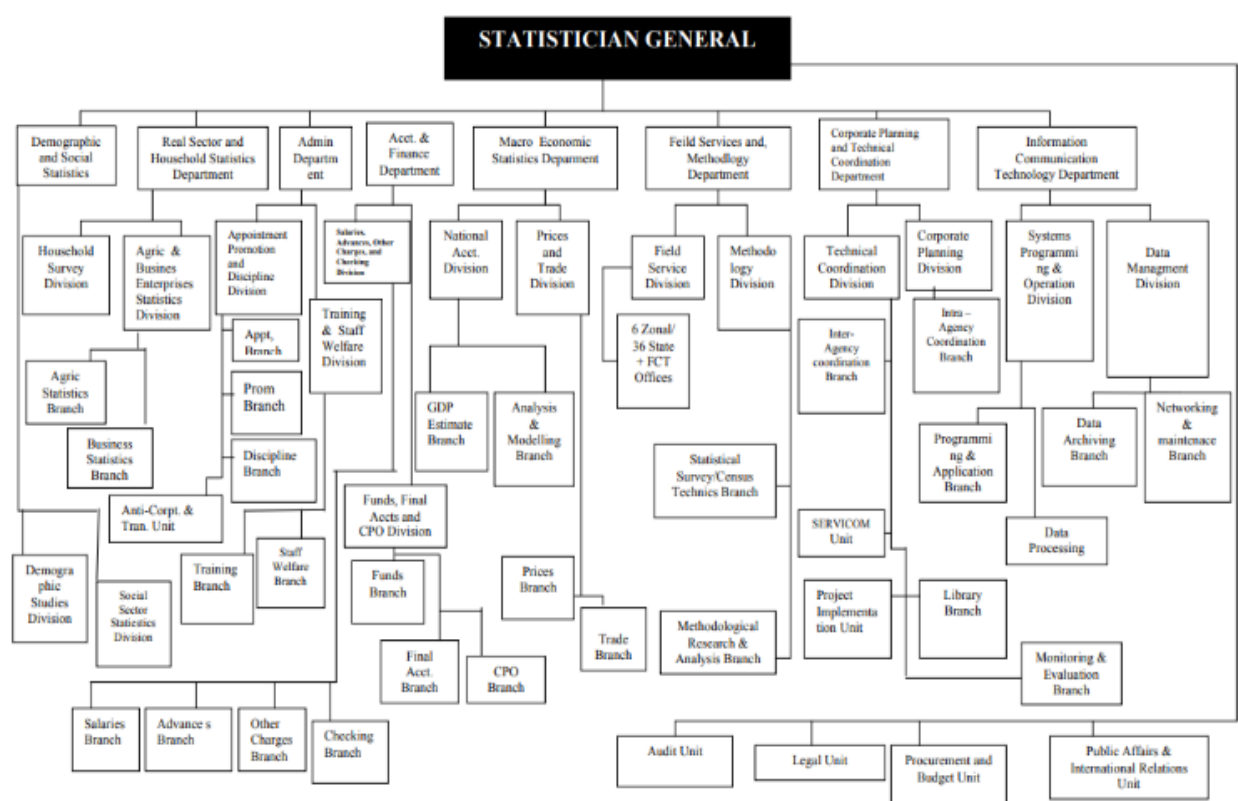 STATISTICIAN GENERAL
Demographic
and Social
Statistics
Real Sector and
Household Statistics
Department
Admin
Departm
ent
Acct. &
Finance
Department
Macro Economic
Statistics Department
Feild Services and,
Methodlogy
Department
Corporate Planning
and Technical
Coordination
Department
Information
Communication
Technology Department
Household
Survey
Division
Agric &
Busines
Enterprises
Statistics
Division
Appointment
Promotion
and
Discipline
Division
Salaries,
Advances, Other
Charges, and
Checking
Division
National
Acct.
Division
Prices
and
Trade
Division
Field
Service
Division
Methodo
logy
Division
Technical
Coordination
Division
Corporate
Planning
Division
Systems
Programm
ing &
Operation
Division
Data
Managment
Division
Appt,
Branch
Training
& Staff
Welfare
Division
6 Zonal/
36 State
+ FCT
Offices
Inter-
Agency
coordination
Branch
Intra –
Agency
Coordination
Branch
Agric
Statistics
Branch
Prom
Branch
GDP
Estimate
Branch
Analysis
&
Modelling
Branch
Programmi
ng &
Application
Branch
Data
Archiving
Branch
Networking
&
maintenace
Branch
Business
Statistics
Branch
Discipline
Branch
Statistical
Survey/Census
Technics Branch
Anti-Corpt. &
Tran. Unit
Funds, Final
Accts and
CPO Division
SERVICOM
Unit
Data
Processing
Demogra
phic
Studies
Division
Social
Sector
Statiestics
Division
Training
Branch
Staff
Welfare
Branch
Funds
Branch
Prices
Branch
Project
Implementa
tion Unit
Library
Branch
Final
Acct.
Branch
CPO
Branch
Trade
Branch
Methodological
Research &
Analysis Branch
Monitoring &
Evaluation
Branch
Salaries
Branch
Advance s
Branch
Other
Charges
Branch
Checking
Branch
Audit Unit
Legal Unit
Procurement and
Budget Unit
Public Affairs &
International Relations
Unit